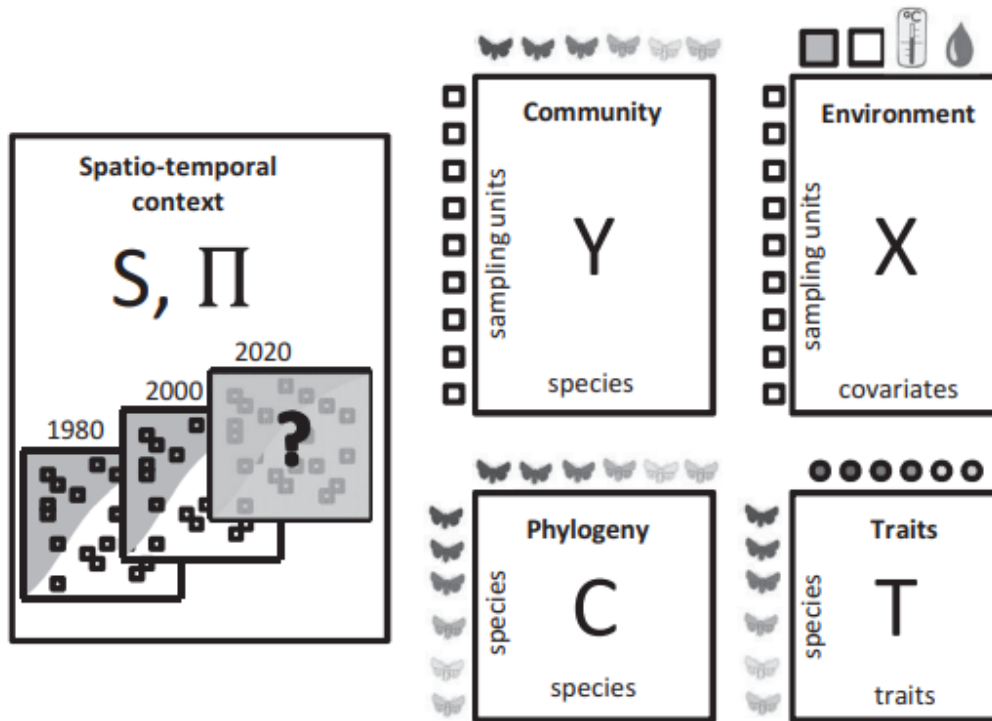 Spatio-temporal
context
S, Π
2020
2000
1980
?
Community
sampling units
Y
species
°C
Environment
sampling units
X
covariates
Phylogeny
species
C
species
Traits
species
T
traits